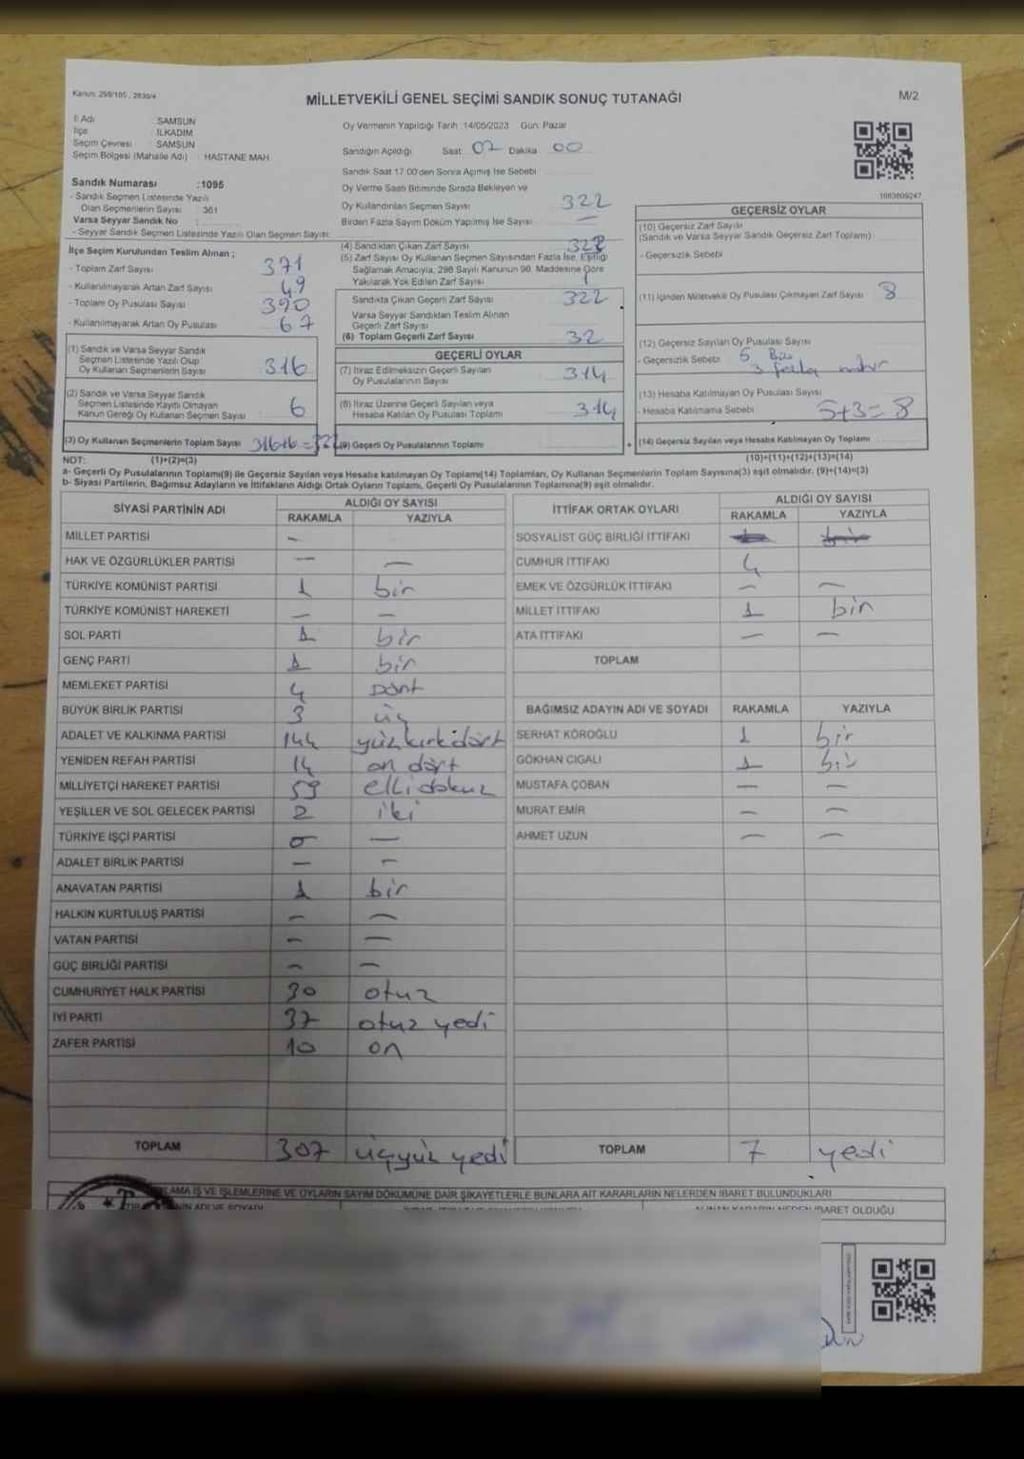 Kanun: 298/105, 2839/4
MİLLETVEKİLİ GENEL SEÇİMİ SANDIK SONUÇ TUTANAĞI
M/2
İl Adı : SAMSUN
İlçe : İLKADIM
Seçim Çevresi : SAMSUN
Seçim Bölgesi (Mahalle Adı) : HASTANE MAH.
Oy Vermenin Yapıldığı Tarih :14/05/2023 Gün: Pazar
Sandığın Açıldığı Saat 02 Dakika 00
Sandık Saat 17.00'den Sonra Açılmış İse Sebebi
Sandık Numarası :1095
- Sandık Seçmen Listesinde Yazılı
Olan Seçmenlerin Sayısı : 361
Varsa Seyyar Sandık No :
- Seyyar Sandık Seçmen Listesinde Yazılı Olan Seçmen Sayısı:
Oy Verme Saati Bitiminde Sırada Bekleyen ve
Oy Kullandırılan Seçmen Sayısı 322
Birden Fazla Sayım Döküm Yapılmış İse Sayısı —
1083809247
İlçe Seçim Kurulundan Teslim Alınan ;
- Toplam Zarf Sayısı 371
- Kullanılmayarak Artan Zarf Sayısı 49
- Toplam Oy Pusulası Sayısı 390
- Kullanılmayarak Artan Oy Pusulası 67
(1) Sandık ve Varsa Seyyar Sandık
Seçmen Listesinde Yazılı Olup
Oy Kullanan Seçmenlerin Sayısı 316
(2) Sandık ve Varsa Seyyar Sandık
Seçmen Listesinde Kayıtlı Olmayan
Kanun Gereği Oy Kullanan Seçmen Sayısı 6
(3) Oy Kullanan Seçmenlerin Toplam Sayısı 316+6=322
(4) Sandıktan Çıkan Zarf Sayısı
(5) Zarf Sayısı Oy Kullanan Seçmen Sayısından Fazla İse, Eşitliği
Sağlamak Amacıyla, 298 Sayılı Kanunun 90. Maddesine Göre
Yakılarak Yok Edilen Zarf Sayısı
Sandıkta Çıkan Geçerli Zarf Sayısı 322
Varsa Seyyar Sandıktan Teslim Alınan
Geçerli Zarf Sayısı
(6) Toplam Geçerli Zarf Sayısı 32
GEÇERLİ OYLAR
(7) İtiraz Edilmeksizin Geçerli Sayılan
Oy Pusulalarının Sayısı 314
(8) İtiraz Üzerine Geçerli Sayılan veya
Hesaba Katılan Oy Pusulası Toplamı 314
(9) Geçerli Oy Pusulalarının Toplamı
GEÇERSİZ OYLAR
(10) Geçersiz Zarf Sayısı
(Sandık ve Varsa Seyyar Sandık Geçersiz Zarf Toplamı)
- Geçersizlik Sebebi
(11) İçinden Milletvekili Oy Pusulası Çıkmayan Zarf Sayısı 8
(12) Geçersiz Sayılan Oy Pusulası Sayısı
- Geçersizlik Sebebi 5
3 fazla mühür
(13) Hesaba Katılmayan Oy Pusulası Sayısı
- Hesaba Katılmama Sebebi 5+3=8
+ (14) Geçersiz Sayılan veya Hesaba Katılmayan Oy Toplamı
NOT: (1)+(2)=(3) (10)+(11)+(12)+(13)=(14)
a- Geçerli Oy Pusulalarının Toplamı(9) ile Geçersiz Sayılan veya Hesaba katılmayan Oy Toplamı(14) Toplamları, Oy Kullanan Seçmenlerin Toplam Sayısına(3) eşit olmalıdır. (9)+(14)=(3)
b- Siyasi Partilerin, Bağımsız Adayların ve İttifakların Aldığı Ortak Oyların Toplamı, Geçerli Oy Pusulalarının Toplamına(9) eşit olmalıdır.
SİYASİ PARTİNİN ADI ALDIĞI OY SAYISI
RAKAMLA YAZIYLA
MİLLET PARTİSİ —
HAK VE ÖZGÜRLÜKLER PARTİSİ — —
TÜRKİYE KOMÜNİST PARTİSİ 1 bir
TÜRKİYE KOMÜNİST HAREKETİ — —
SOL PARTİ 1 bir
GENÇ PARTİ 1 bir
MEMLEKET PARTİSİ 4 Dört
BÜYÜK BİRLİK PARTİSİ 3 üç
ADALET VE KALKINMA PARTİSİ 144 yüzkırkdört
YENİDEN REFAH PARTİSİ 14 on dört
MİLLİYETÇİ HAREKET PARTİSİ 59 ellidokuz
YEŞİLLER VE SOL GELECEK PARTİSİ 2 iki
TÜRKİYE İŞÇİ PARTİSİ 0 —
ADALET BİRLİK PARTİSİ — —
ANAVATAN PARTİSİ 1 bir
HALKIN KURTULUŞ PARTİSİ — —
VATAN PARTİSİ — —
GÜÇ BİRLİĞİ PARTİSİ — —
CUMHURİYET HALK PARTİSİ 30 otuz
İYİ PARTİ 37 otuz yedi
ZAFER PARTİSİ 10 on
TOPLAM 307 üçyüz yedi
İTTİFAK ORTAK OYLARI ALDIĞI OY SAYISI
RAKAMLA YAZIYLA
SOSYALİST GÜÇ BİRLİĞİ İTTİFAKI
CUMHUR İTTİFAKI 4
EMEK VE ÖZGÜRLÜK İTTİFAKI — —
MİLLET İTTİFAKI 1 bir
ATA İTTİFAKI — —
TOPLAM
BAĞIMSIZ ADAYIN ADI VE SOYADI RAKAMLA YAZIYLA
SERHAT KÖROĞLU 1 bir
GÖKHAN CIGALI 1 bir
MUSTAFA ÇOBAN — —
MURAT EMİR — —
AHMET UZUN — —
TOPLAM 7 yedi
LAMA İŞ VE İŞLEMLERİNE VE OYLARIN SAYIM DÖKÜMÜNE DAİR ŞİKAYETLERLE BUNLARA AİT KARARLARIN NELERDEN İBARET BULUNDUKLARI